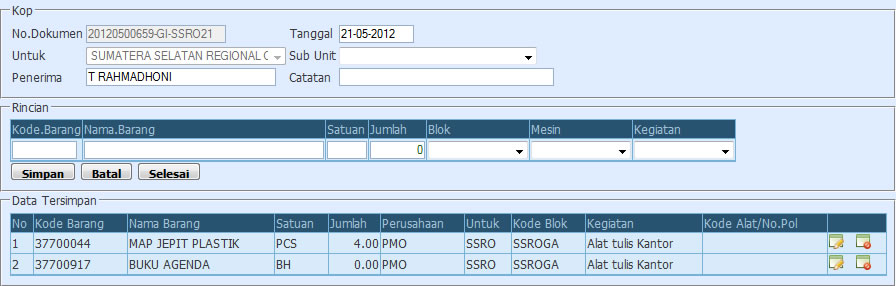 Kop
No.Dokumen 20120500659-GI-SSRO21 Tanggal 21-05-2012
Untuk SUMATERA SELATAN REGIONAL O Sub Unit
Penerima T RAHMADHONI Catatan
Rincian
Kode.Barang Nama.Barang Satuan Jumlah Blok Mesin Kegiatan
0
Simpan Batal Selesai
Data Tersimpan
No Kode Barang Nama Barang Satuan Jumlah Perusahaan Untuk Kode Blok Kegiatan Kode Alat/No.Pol
1 37700044 MAP JEPIT PLASTIK PCS 4.00 PMO SSRO SSROGA Alat tulis Kantor
2 37700917 BUKU AGENDA BH 0.00 PMO SSRO SSROGA Alat tulis Kantor